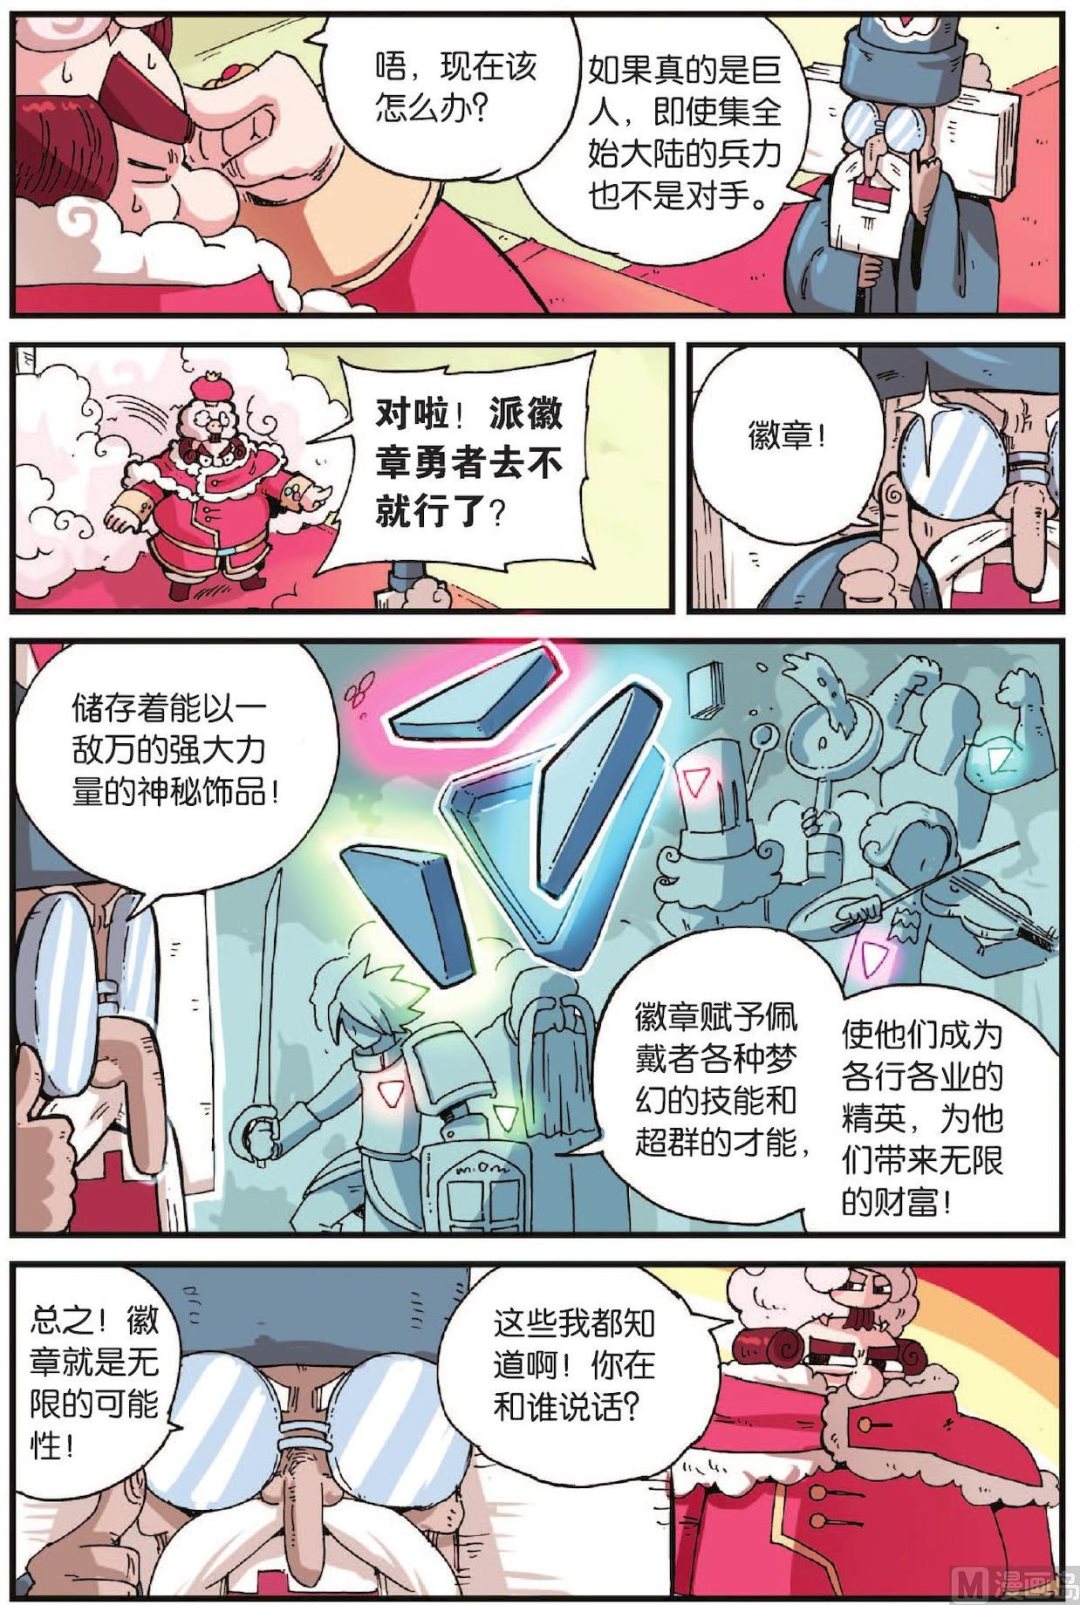 唔，现在该
怎么办？
如果真的是巨
人，即使集全
始大陆的兵力
也不是对手。
对啦！派徽
章勇者去不
就行了？
徽章！
储存着能以一
敌万的强大力
量的神秘饰品！
徽章赋予佩
戴者各种梦
幻的技能和
超群的才能，
使他们成为
各行各业的
精英，为他
们带来无限
的财富！
总之！徽
章就是无
限的可能
性！
这些我都知
道啊！你在
和谁说话？
漫画岛